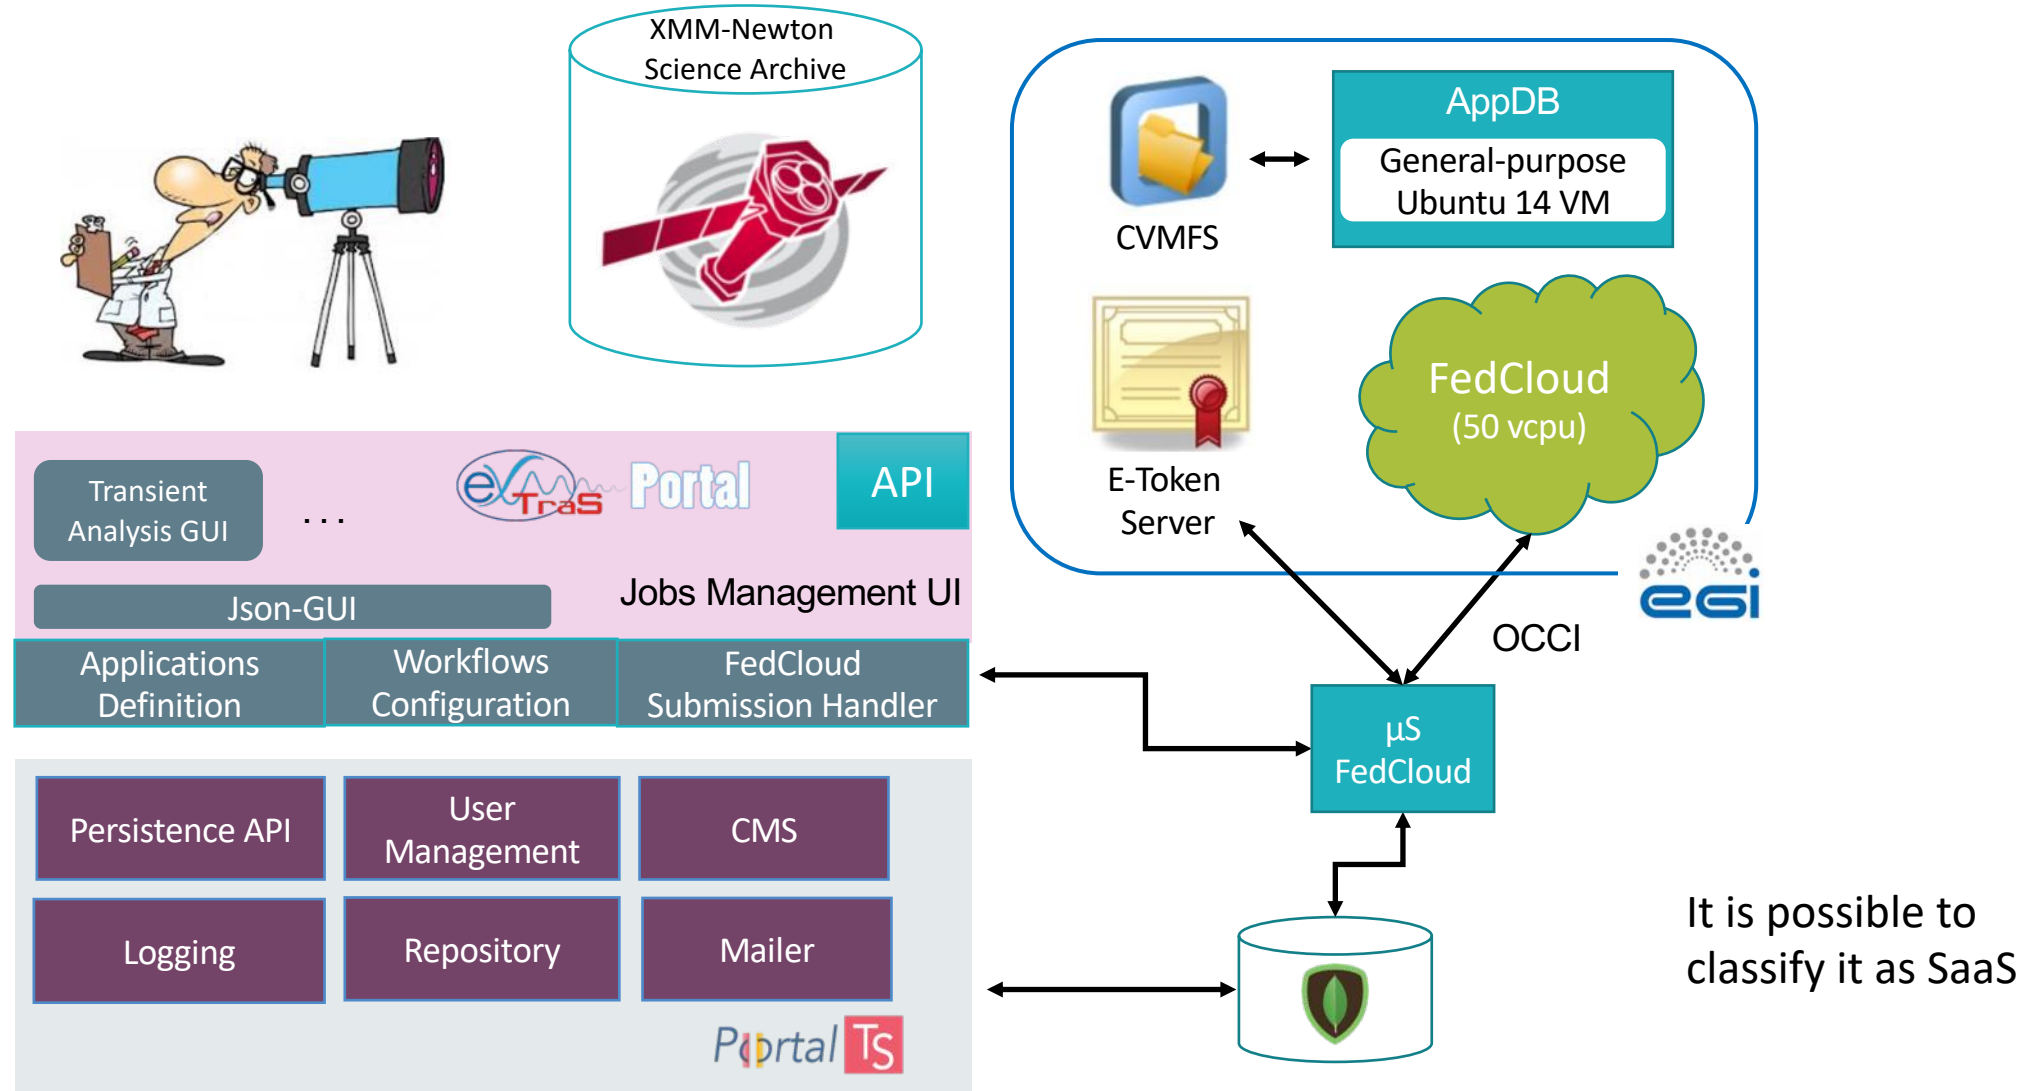 XMM-Newton
Science Archive
CVMFS
AppDB
General-purpose
Ubuntu 14 VM
E-Token
Server
FedCloud
(50 vcpu)
egi
OCCI
Transient
Analysis GUI
...
eXTraS Portal
API
Json-GUI
Jobs Management UI
Applications
Definition
Workflows
Configuration
FedCloud
Submission Handler
µS
FedCloud
Persistence API
User
Management
CMS
Logging
Repository
Mailer
Portal TS
It is possible to
classify it as SaaS